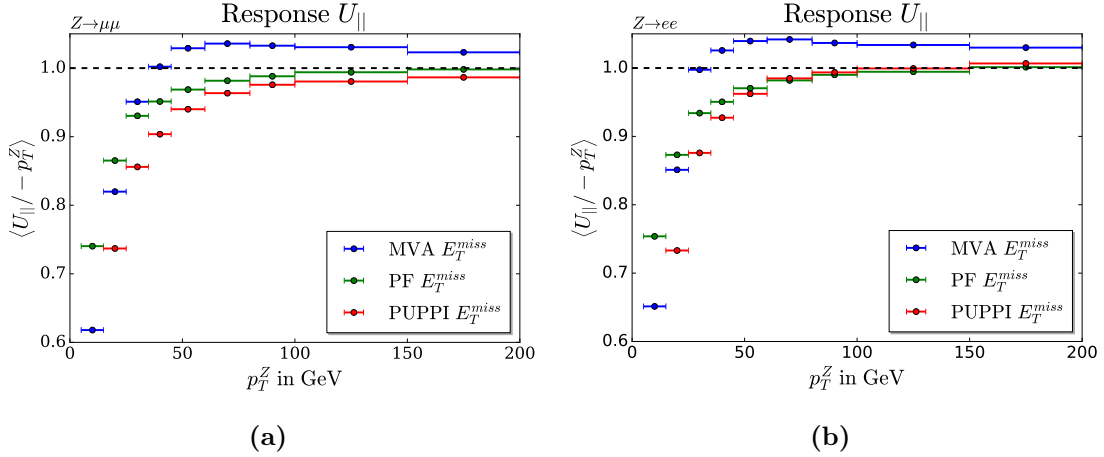 Z→μμ
Response U_||
⟨U_|| / − p_T^Z⟩
1.0
0.9
0.8
0.7
0.6
MVA E_T^miss
PF E_T^miss
PUPPI E_T^miss
0 50 100 150 200
p_T^Z in GeV
(a)
Z→ee
Response U_||
⟨U_|| / − p_T^Z⟩
1.0
0.9
0.8
0.7
0.6
MVA E_T^miss
PF E_T^miss
PUPPI E_T^miss
0 50 100 150 200
p_T^Z in GeV
(b)